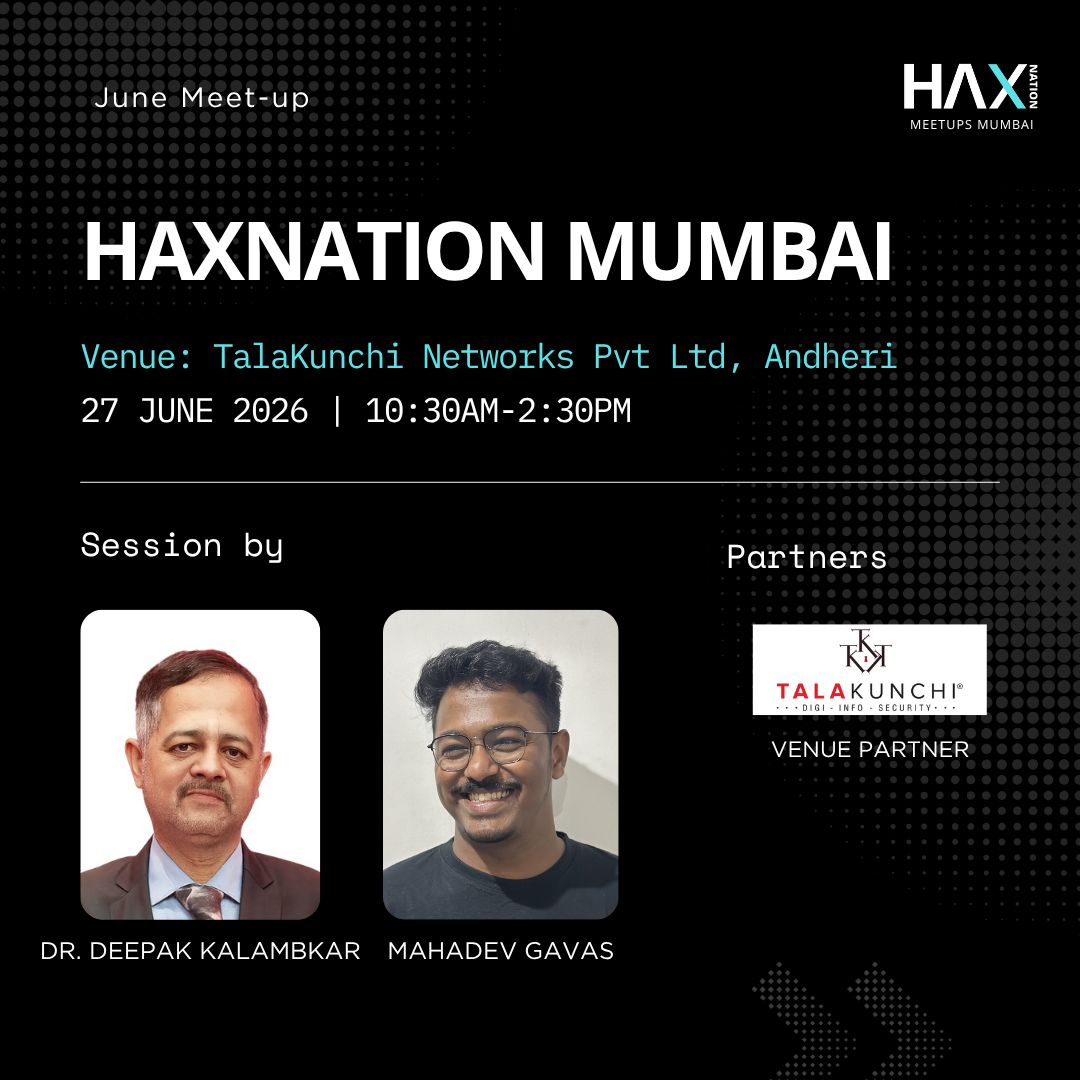 June Meet-up
HAX NATION
MEETUPS MUMBAI
HAXNATION MUMBAI
Venue: TalaKunchi Networks Pvt Ltd, Andheri
27 JUNE 2026 | 10:30AM-2:30PM
Session by
Partners
TKKT
TALAKUNCHI®
···DIGI - INFO - SECURITY···
VENUE PARTNER
DR. DEEPAK KALAMBKAR
MAHADEV GAVAS